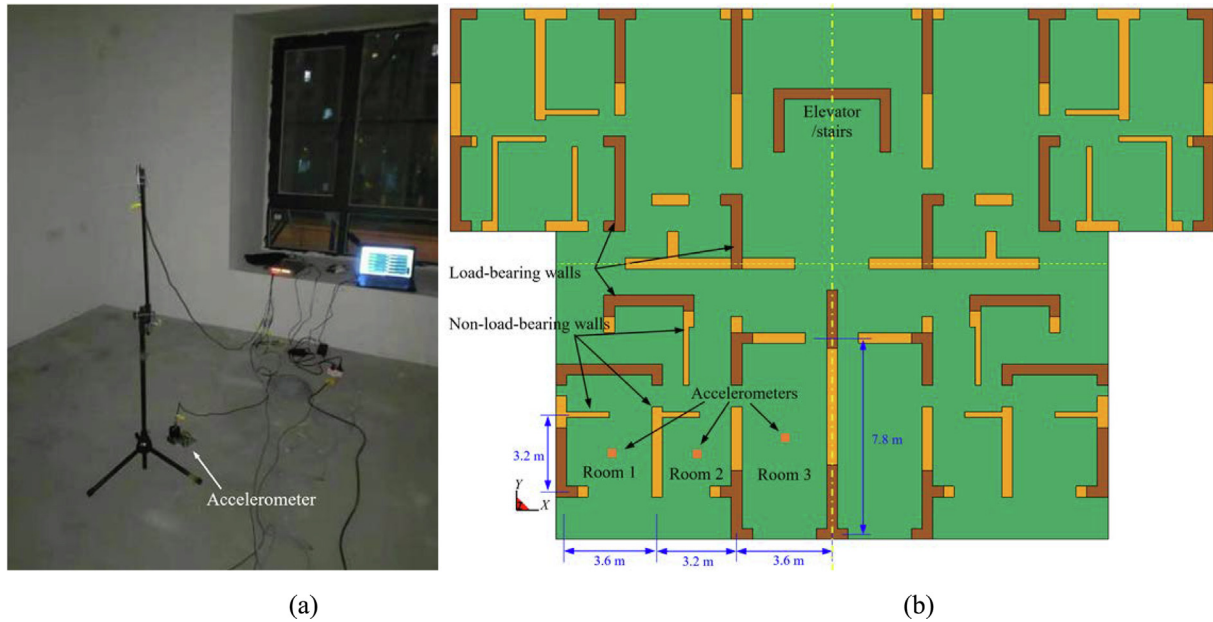 Accelerometer
(a)
Elevator
/stairs
Load-bearing walls
Non-load-bearing walls
Accelerometers
3.2 m
7.8 m
Room 1
Room 2
Room 3
Y
X
3.6 m
3.2 m
3.6 m
(b)